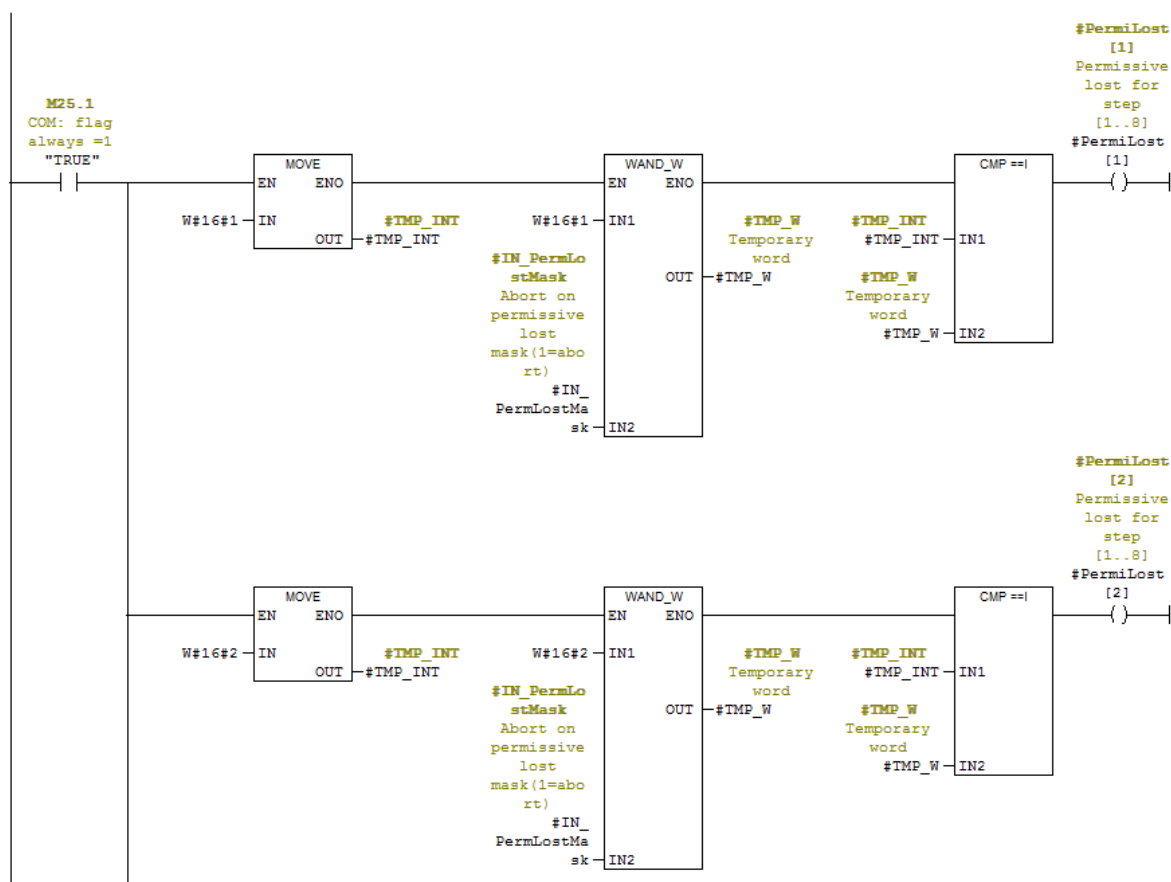 #PermiLost
[1]
Permissive
lost for
step
[1..8]
#PermiLost
[1]
M25.1
COM: flag
always =1
"TRUE"
MOVE
EN ENO
W#16#1 IN
OUT
#TMP_INT
#TMP_INT
WAND_W
EN ENO
W#16#1 IN1
#IN_PermLo
stMask
Abort on
permissive
lost
mask(1=abo
rt)
#IN_
PermLostMa
sk IN2
OUT
#TMP_W
Temporary
word
#TMP_W
CMP ==I
#TMP_INT
#TMP_INT IN1
#TMP_W
Temporary
word
#TMP_W IN2
#PermiLost
[2]
Permissive
lost for
step
[1..8]
#PermiLost
[2]
MOVE
EN ENO
W#16#2 IN
OUT
#TMP_INT
#TMP_INT
WAND_W
EN ENO
W#16#2 IN1
#IN_PermLo
stMask
Abort on
permissive
lost
mask(1=abo
rt)
#IN_
PermLostMa
sk IN2
OUT
#TMP_W
Temporary
word
#TMP_W
CMP ==I
#TMP_INT
#TMP_INT IN1
#TMP_W
Temporary
word
#TMP_W IN2